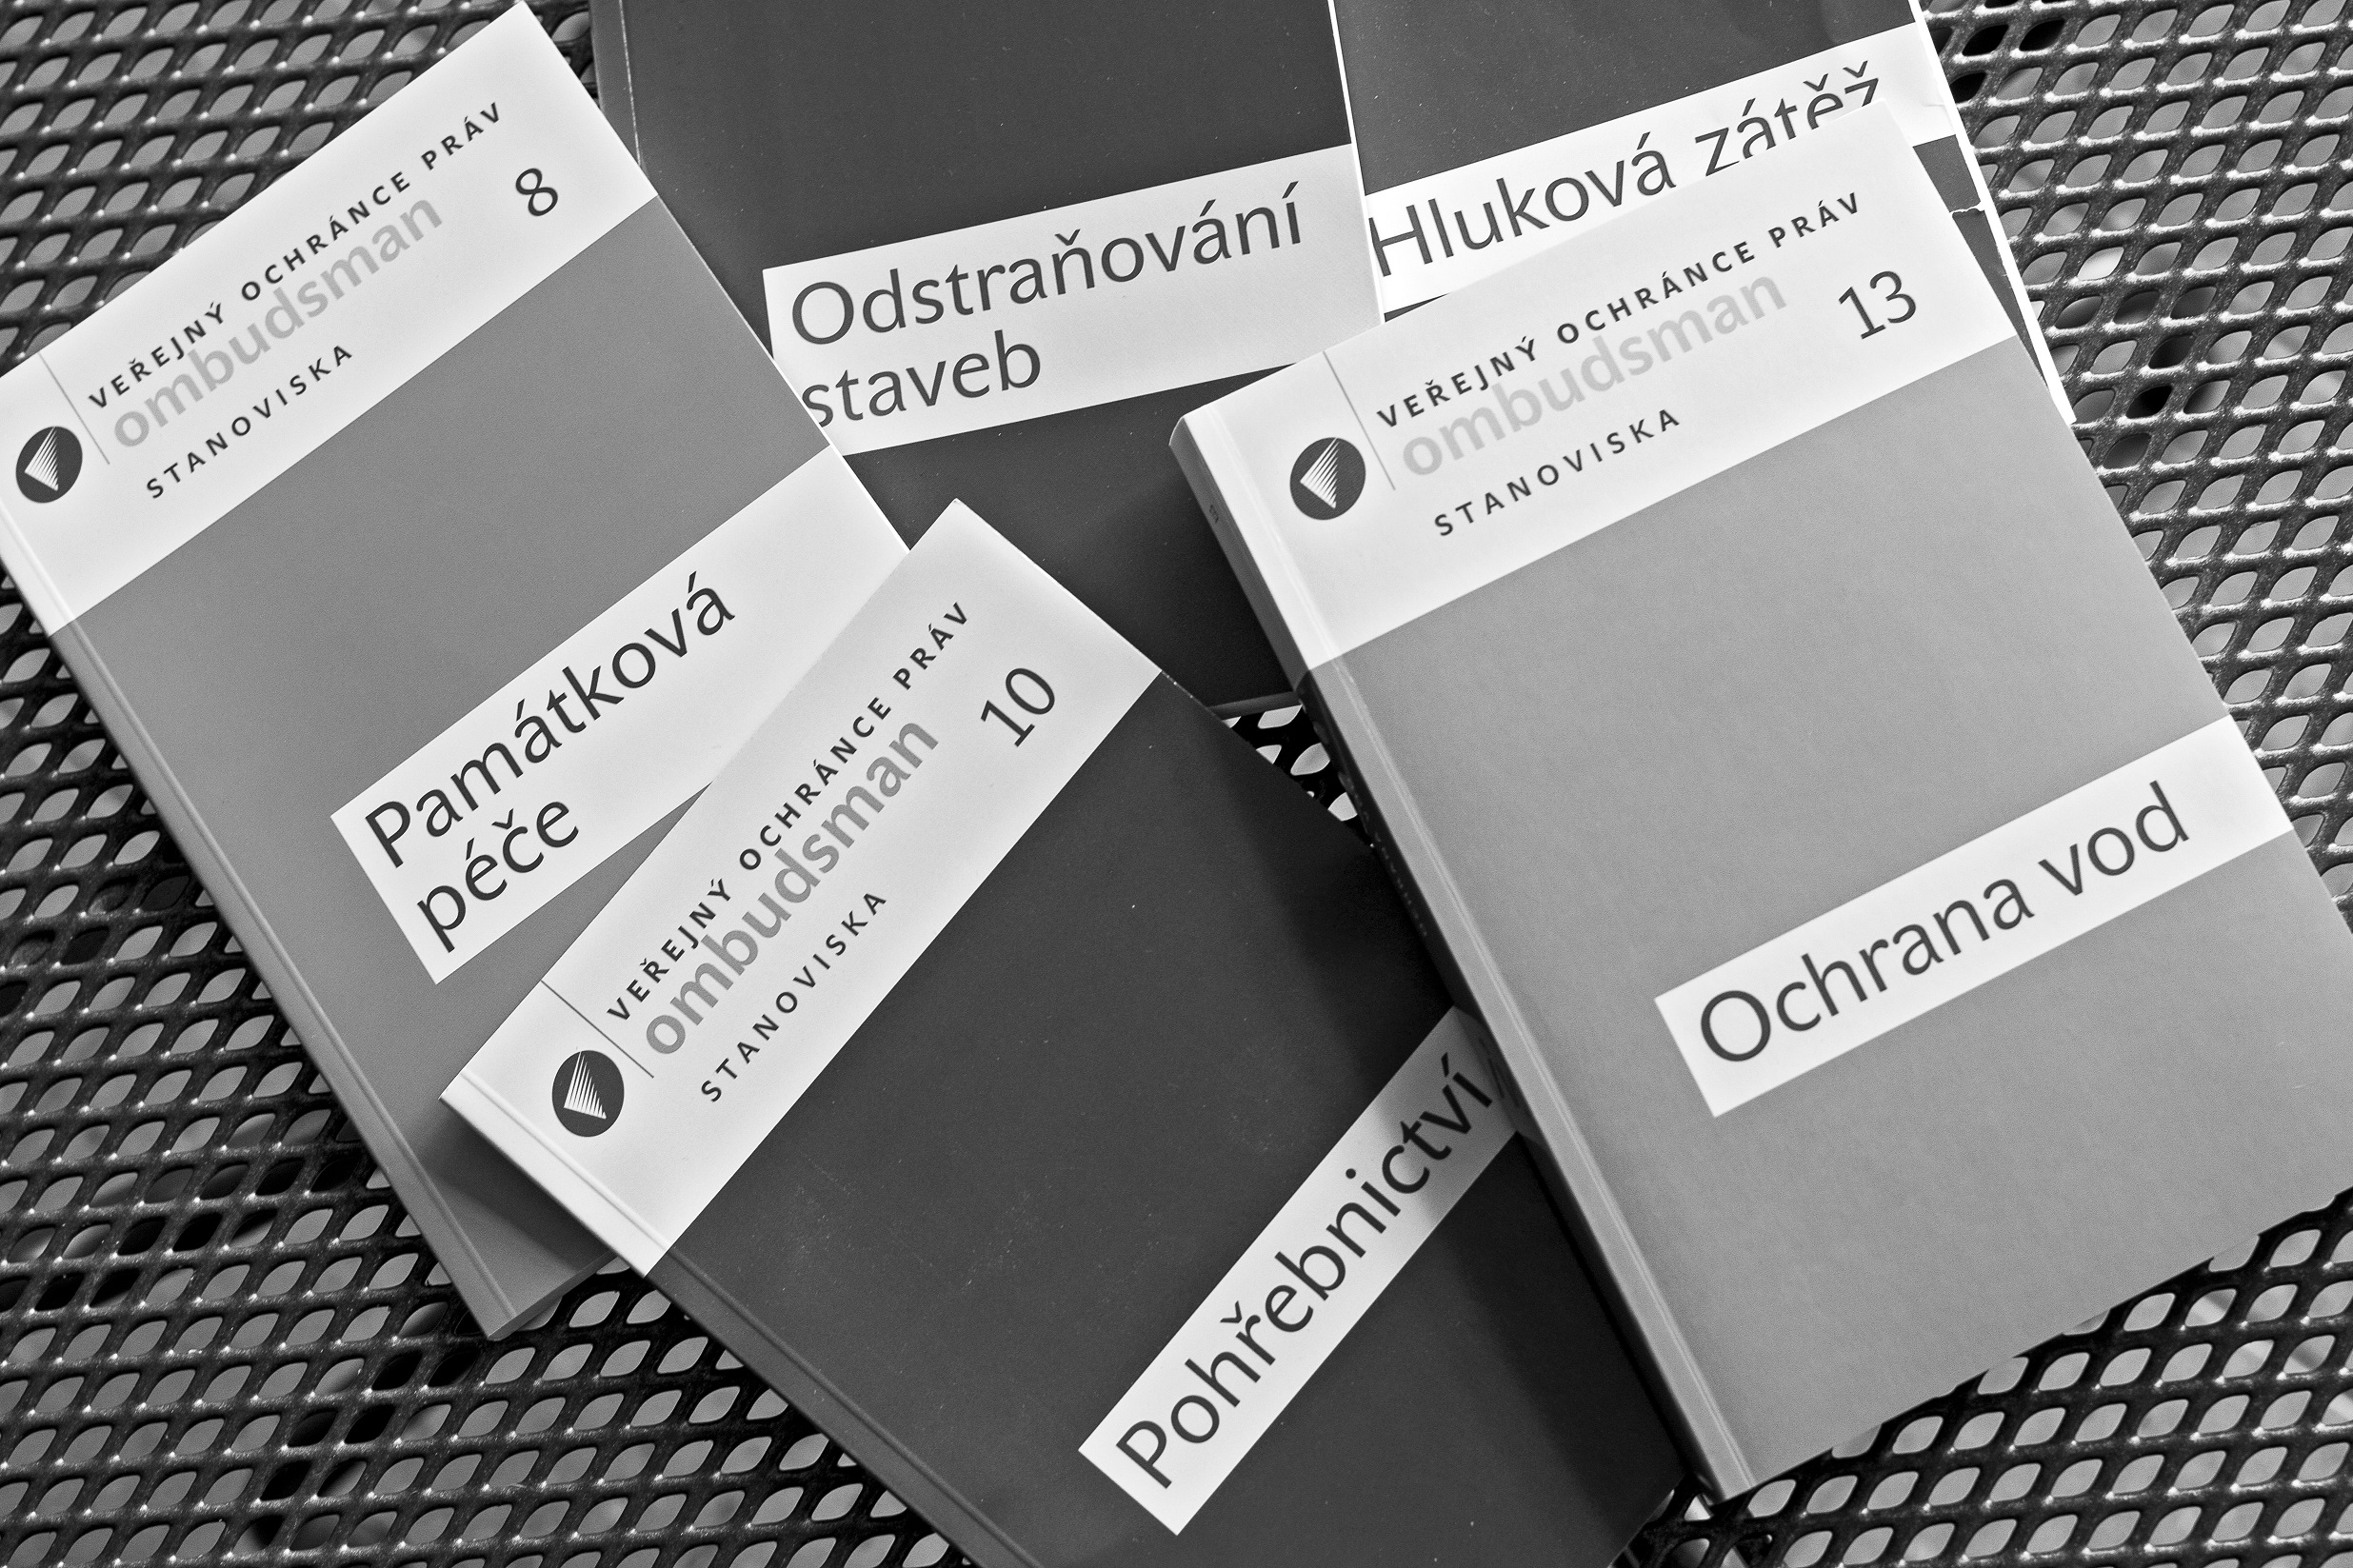 VEŘEJNÝ OCHRÁNCE PRÁV
ombudsman 8
STANOVISKA
Památková
péče
Odstraňování
staveb
Hluková zátěž
VEŘEJNÝ OCHRÁNCE PRÁV
ombudsman 10
STANOVISKA
Pohřebnictví
VEŘEJNÝ OCHRÁNCE PRÁV
ombudsman 13
STANOVISKA
Ochrana vod